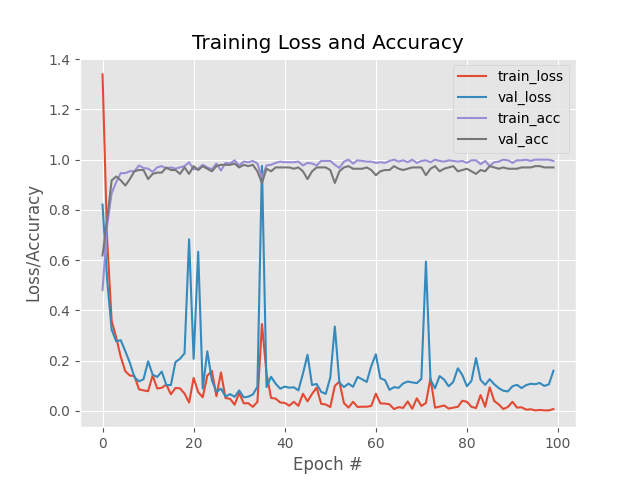 Training Loss and Accuracy
train_loss
val_loss
train_acc
val_acc
Loss/Accuracy
1.4
1.2
1.0
0.8
0.6
0.4
0.2
0.0
0
20
40
60
80
100
Epoch #